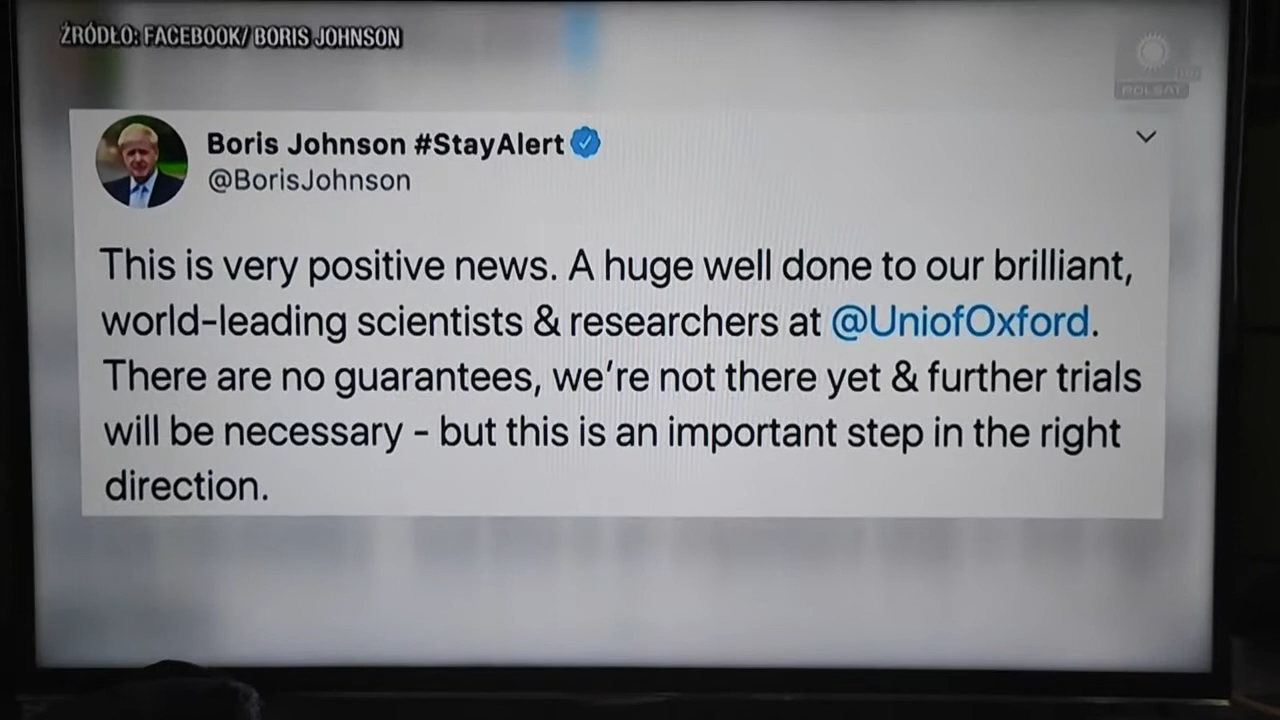 ŹRÓDŁO: FACEBOOK/ BORIS JOHNSON
POLSAT
Boris Johnson #StayAlert
@BorisJohnson
This is very positive news. A huge well done to our brilliant,
world-leading scientists & researchers at @UniofOxford.
There are no guarantees, we’re not there yet & further trials
will be necessary - but this is an important step in the right
direction.